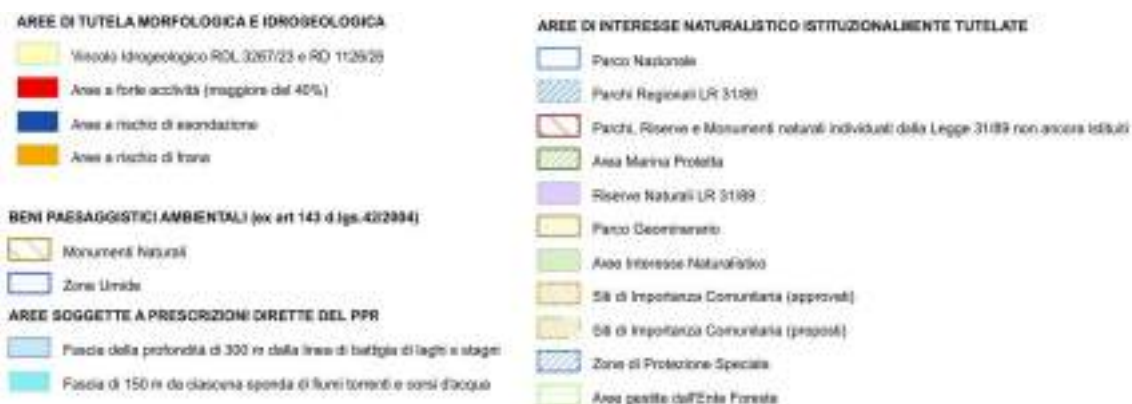 AREE DI TUTELA MORFOLOGICA E IDROGEOLOGICA
Vincolo Idrogeologico RDL 3267/23 e RD 1126/26
Aree a forte acclività (maggiore del 40%)
Aree a rischio di esondazione
Aree a rischio di frana
BENI PAESAGGISTICI AMBIENTALI (ex art 143 d.lgs.42/2004)
Monumenti Naturali
Zone Umide
AREE SOGGETTE A PRESCRIZIONI DIRETTE DEL PPR
Fascia della profondità di 300 m dalla linea di battigia di laghi e stagni
Fascia di 150 m da ciascuna sponda di fiumi torrenti e corsi d'acqua
AREE DI INTERESSE NATURALISTICO ISTITUZIONALMENTE TUTELATE
Parco Nazionale
Parchi Regionali LR 31/89
Parchi, Riserve e Monumenti naturali individuati dalla Legge 31/89 non ancora istituiti
Area Marina Protetta
Riserve Naturali LR 31/89
Parco Geominerario
Aree Interesse Naturalistico
Siti di Importanza Comunitaria (approvati)
Siti di Importanza Comunitaria (proposti)
Zone di Protezione Speciale
Aree gestite dall'Ente Foreste